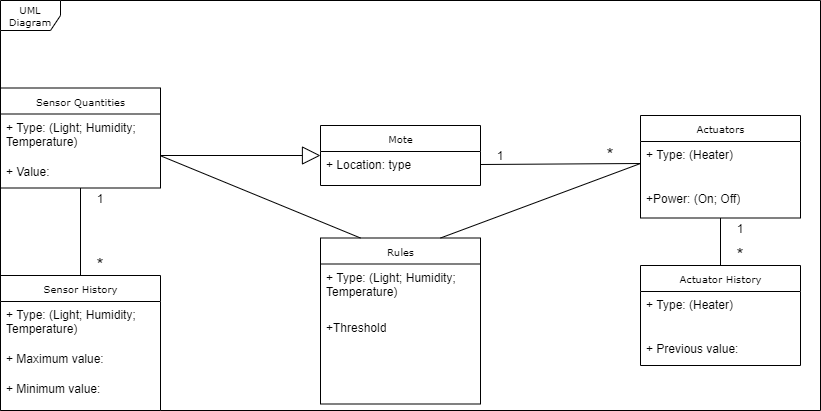 UML
Diagram
Sensor Quantities
+ Type: (Light; Humidity;
Temperature)
+ Value:
Mote
+ Location: type
1
*
Actuators
+ Type: (Heater)
+Power: (On; Off)
1
*
1
*
Rules
+ Type: (Light; Humidity;
Temperature)
+Threshold
Sensor History
+ Type: (Light; Humidity;
Temperature)
+ Maximum value:
+ Minimum value:
Actuator History
+ Type: (Heater)
+ Previous value: